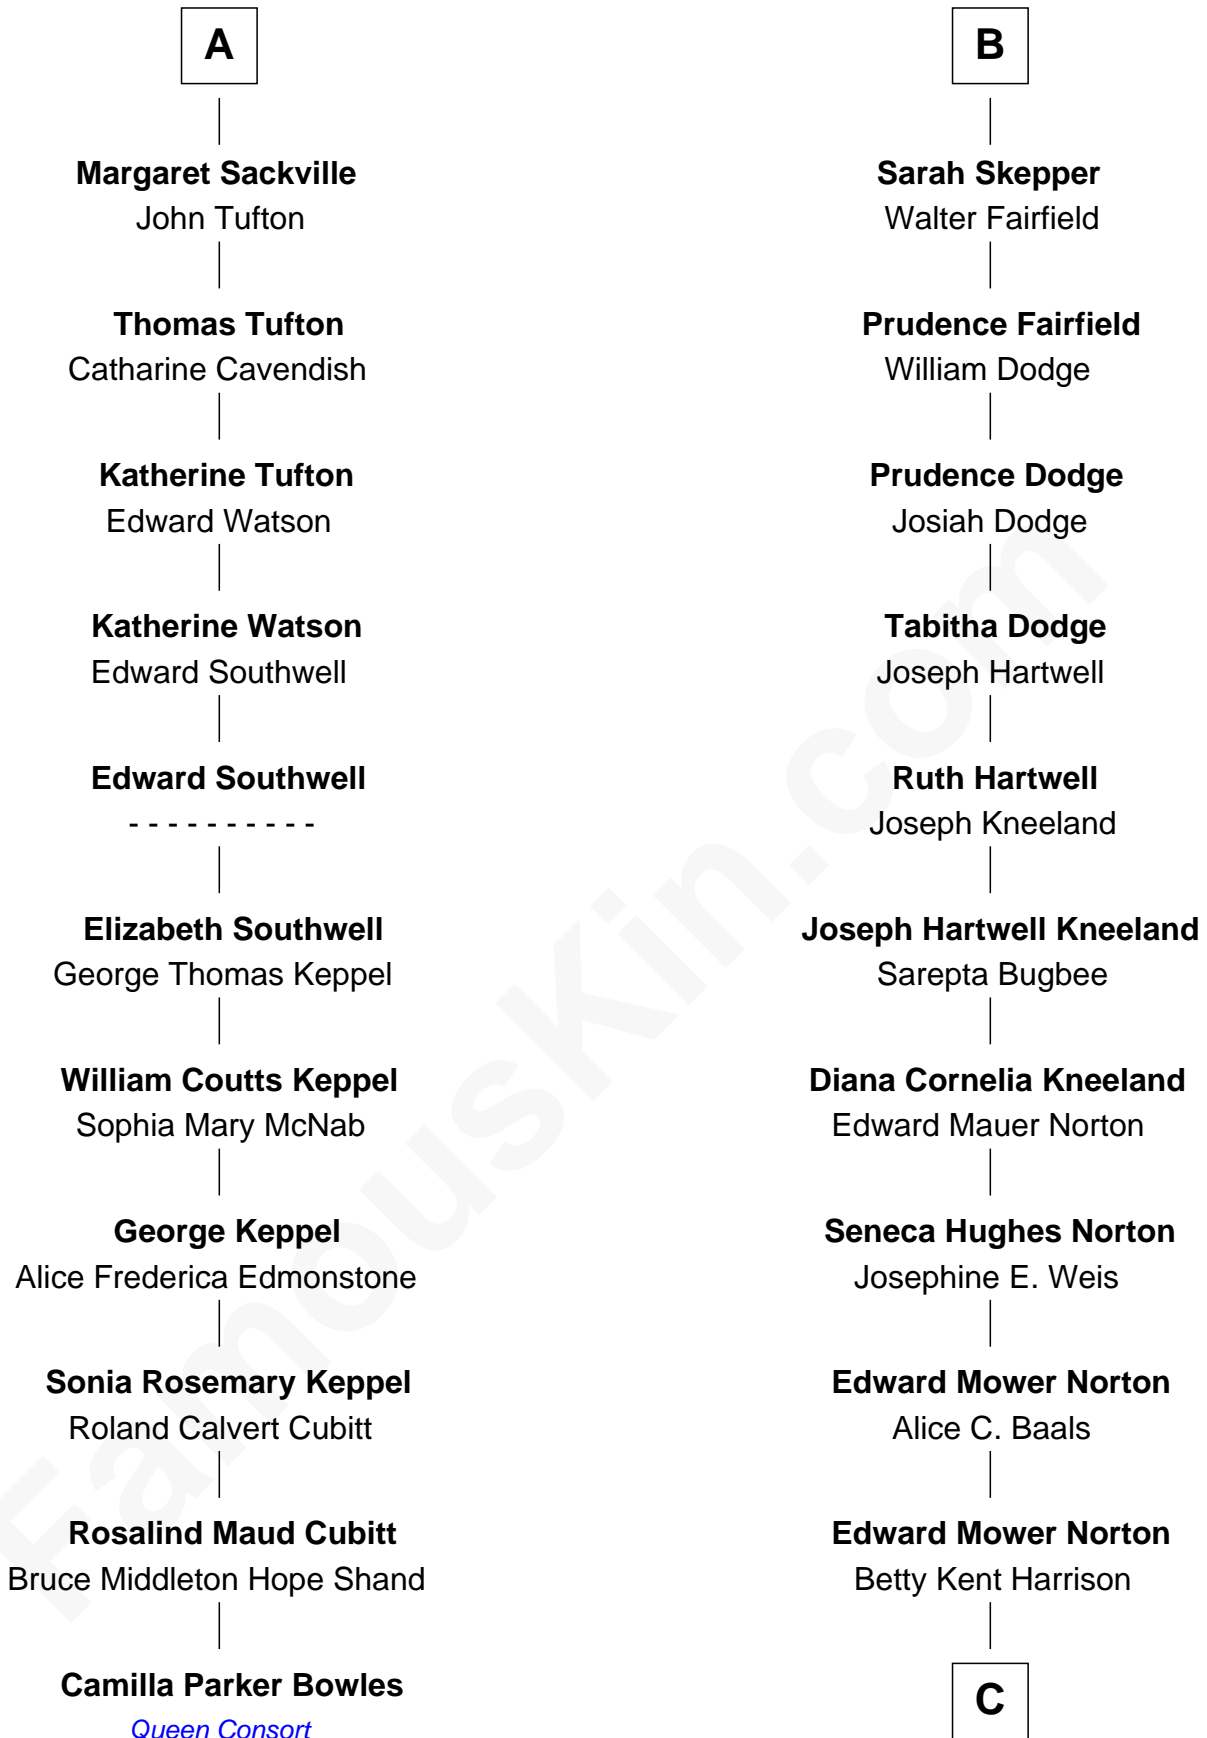 A
Margaret Sackville
John Tufton
Thomas Tufton
Catharine Cavendish
Katherine Tufton
Edward Watson
Katherine Watson
Edward Southwell
Edward Southwell
- - - - - - - - - -
Elizabeth Southwell
George Thomas Keppel
William Coutts Keppel
Sophia Mary McNab
George Keppel
Alice Frederica Edmonstone
Sonia Rosemary Keppel
Roland Calvert Cubitt
Rosalind Maud Cubitt
Bruce Middleton Hope Shand
Camilla Parker Bowles
Queen Consort
B
Sarah Skepper
Walter Fairfield
Prudence Fairfield
William Dodge
Prudence Dodge
Josiah Dodge
Tabitha Dodge
Joseph Hartwell
Ruth Hartwell
Joseph Kneeland
Joseph Hartwell Kneeland
Sarepta Bugbee
Diana Cornelia Kneeland
Edward Mauer Norton
Seneca Hughes Norton
Josephine E. Weis
Edward Mower Norton
Alice C. Baals
Edward Mower Norton
Betty Kent Harrison
C
FamousKin.com